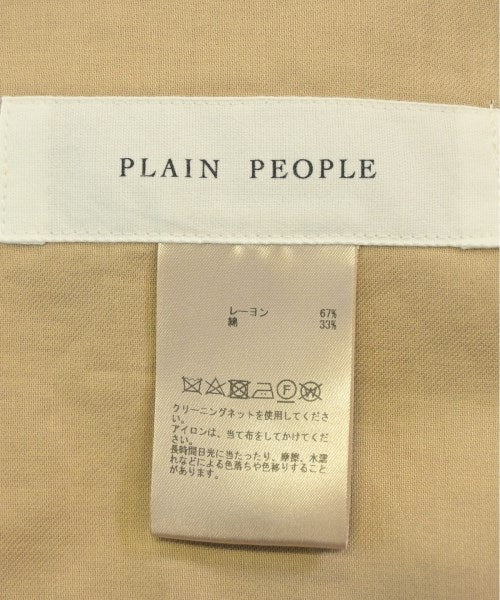 PLAIN PEOPLE
レーヨン 67%
綿 33%
クリーニングネットを使用してくださ
い。
アイロンは、当て布をしてかけてくだ
さい。
長時間日光に当たったり、摩擦、水濡
れなどによる色落ちや色移りすること
があります。